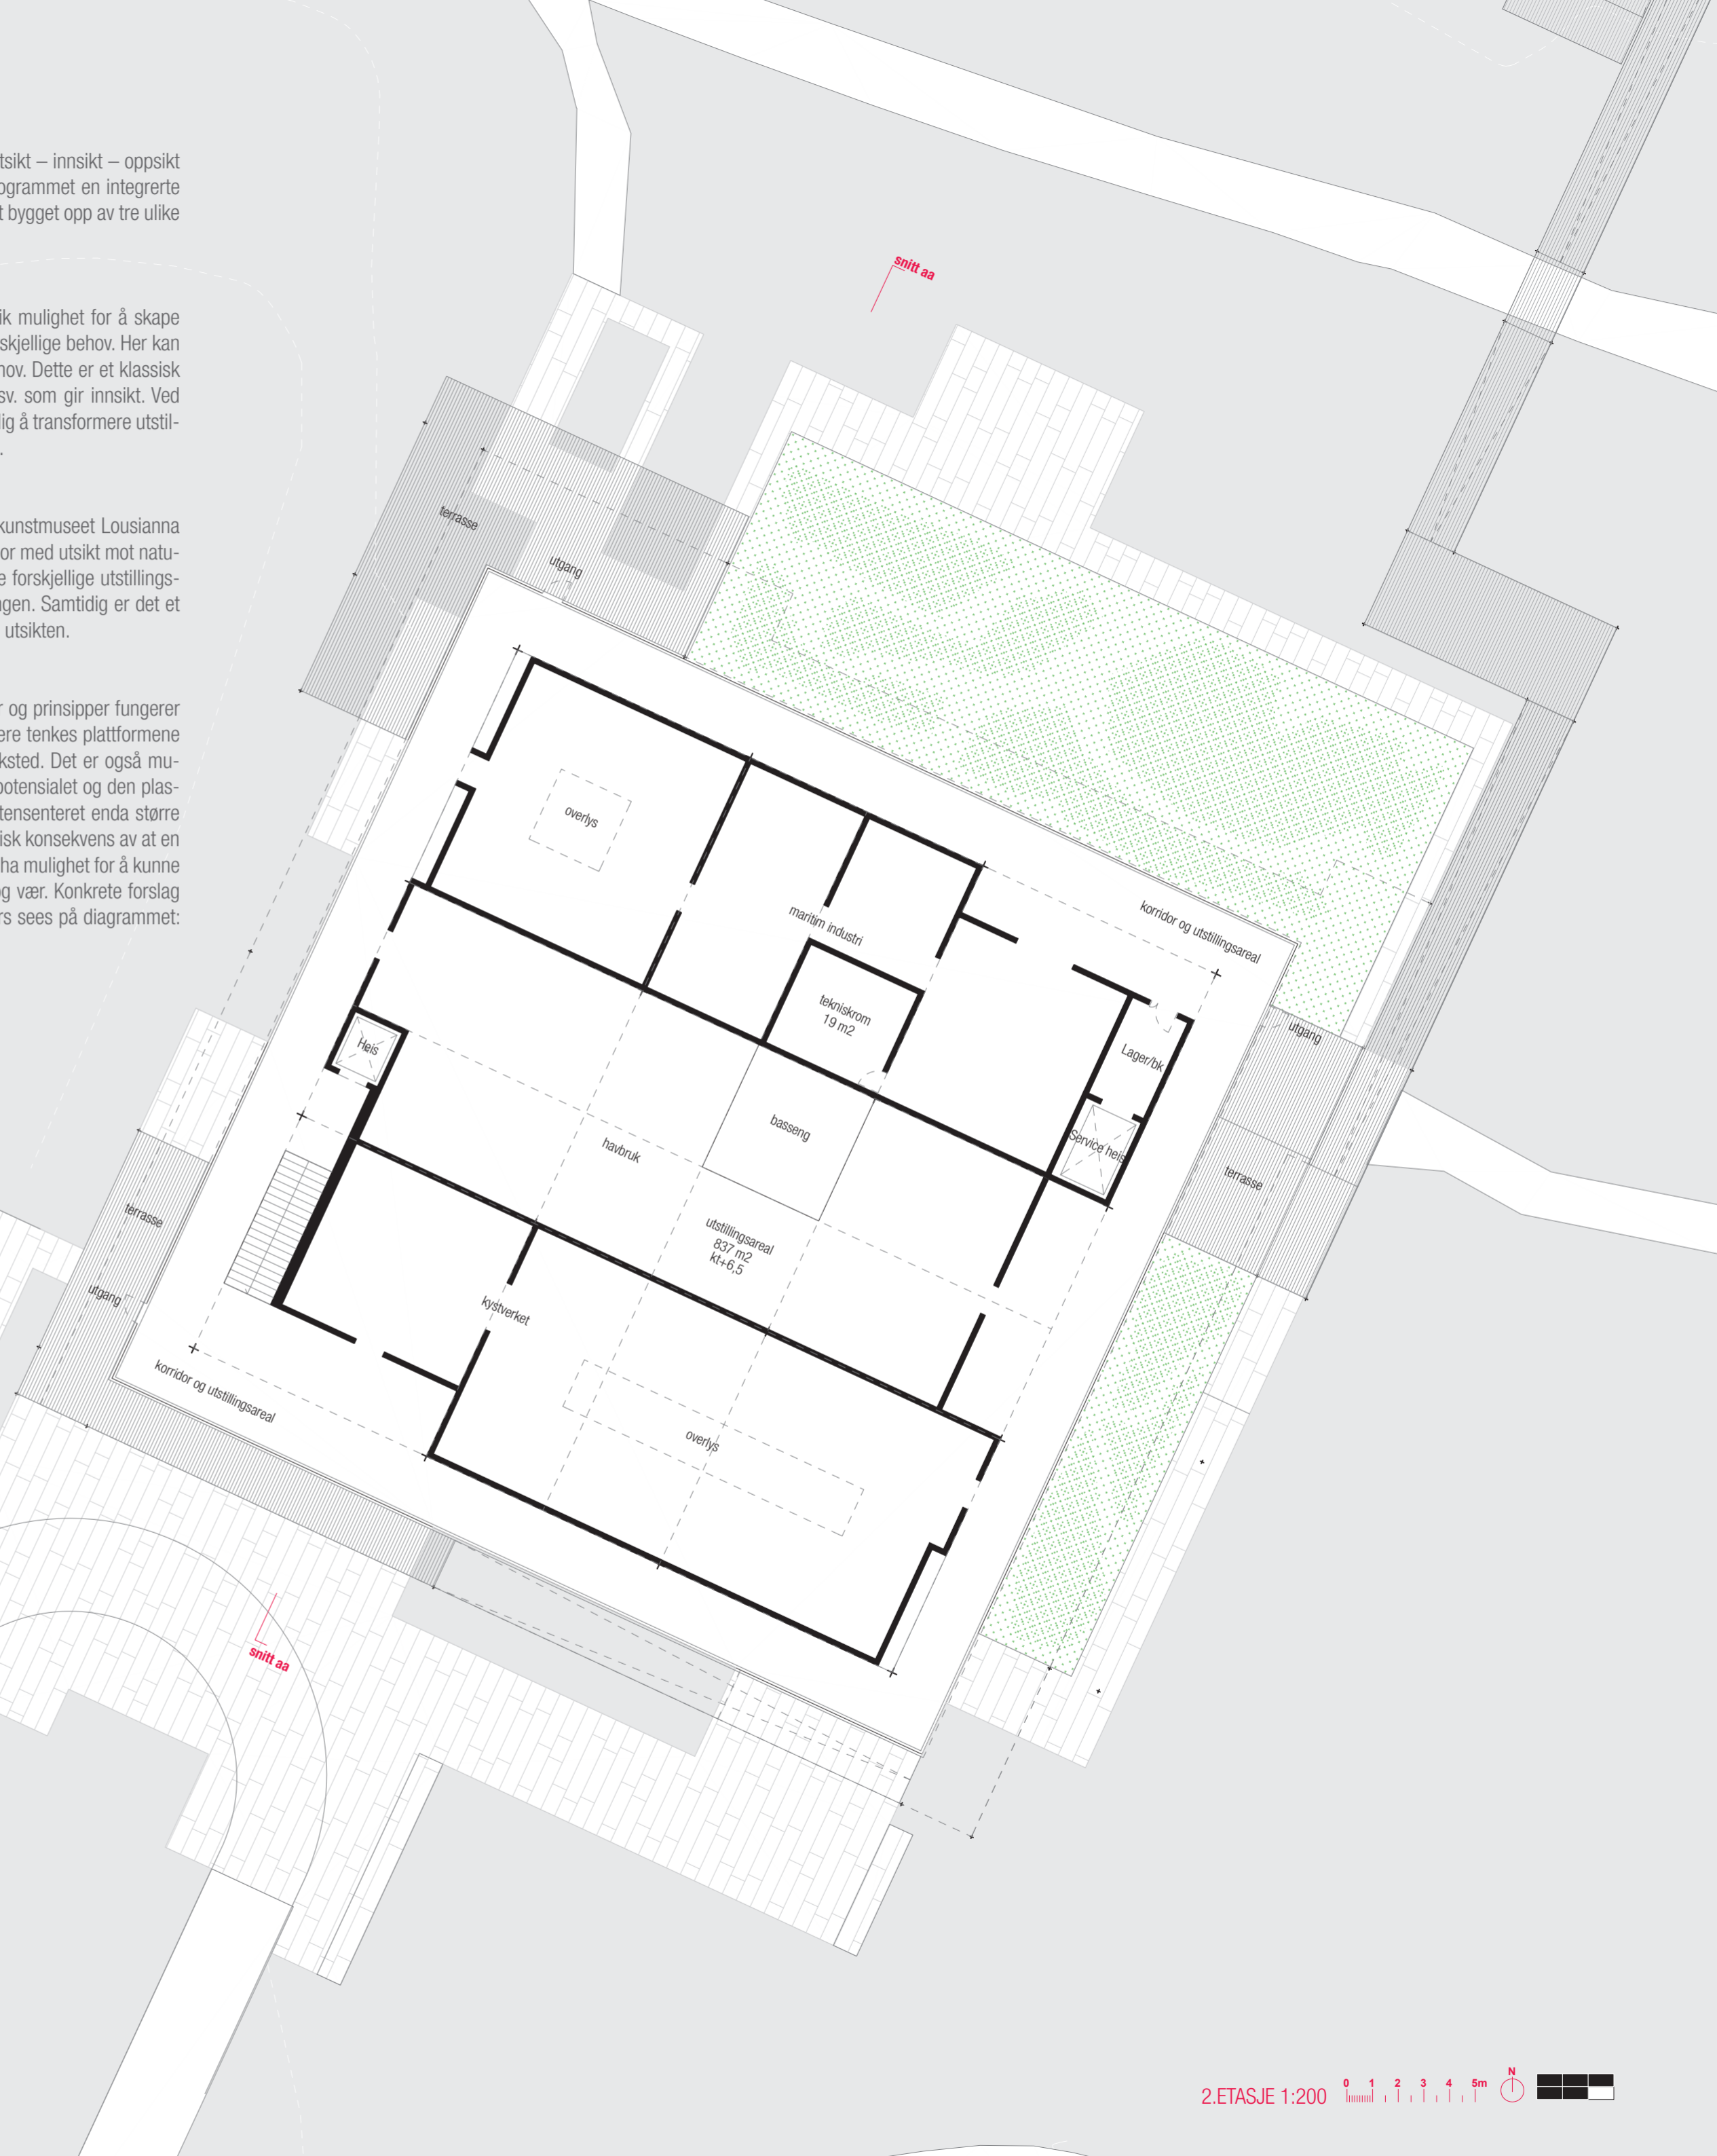 tsikt – innsikt – oppsikt
ogrammet en integrerte
t bygget opp av tre ulike
ik mulighet for å skape
skjellige behov. Her kan
nov. Dette er et klassisk
sv. som gir innsikt. Ved
lig å transformere utstil-
.
kunstmuseet Lousianna
or med utsikt mot natu-
e forskjellige utstillings-
ngen. Samtidig er det et
utsikten.
r og prinsipper fungerer
ere tenkes plattformene
ksted. Det er også mu-
potensialet og den plas-
tensenteret enda større
isk konsekvens av at en
ha mulighet for å kunne
og vær. Konkrete forslag
rs sees på diagrammet:
snitt aa
terrasse
utgang
overlys
maritim industri
korridor og utstillingsareal
tekniskrom
19 m2
utgang
Heis
Lager/bk
basseng
Service heis
havbruk
terrasse
terrasse
utstillingsareal
837 m2
kt+6,5
utgang
kystverket
korridor og utstillingsareal
overlys
snitt aa
2.ETASJE 1:200
0 1 2 3 4 5m
N